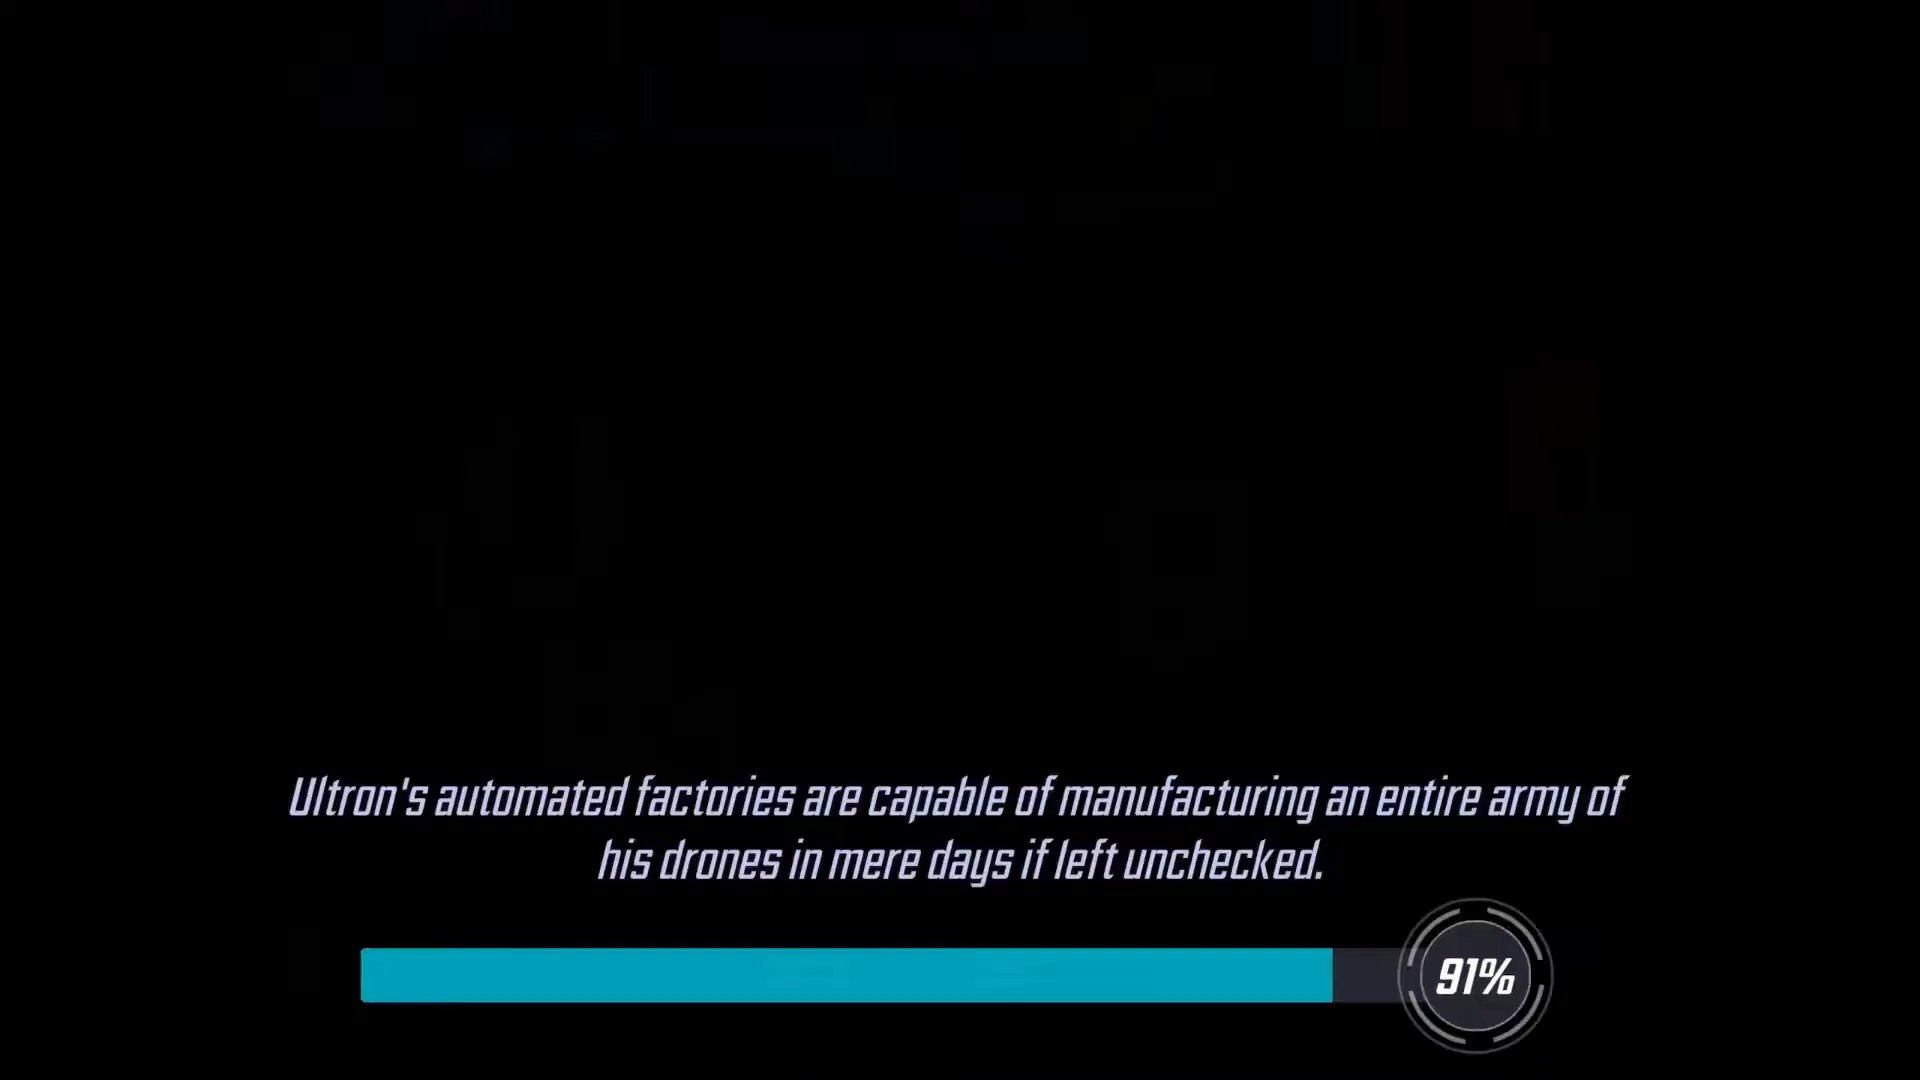 Ultron's automated factories are capable of manufacturing an entire army of
his drones in mere days if left unchecked.
91%